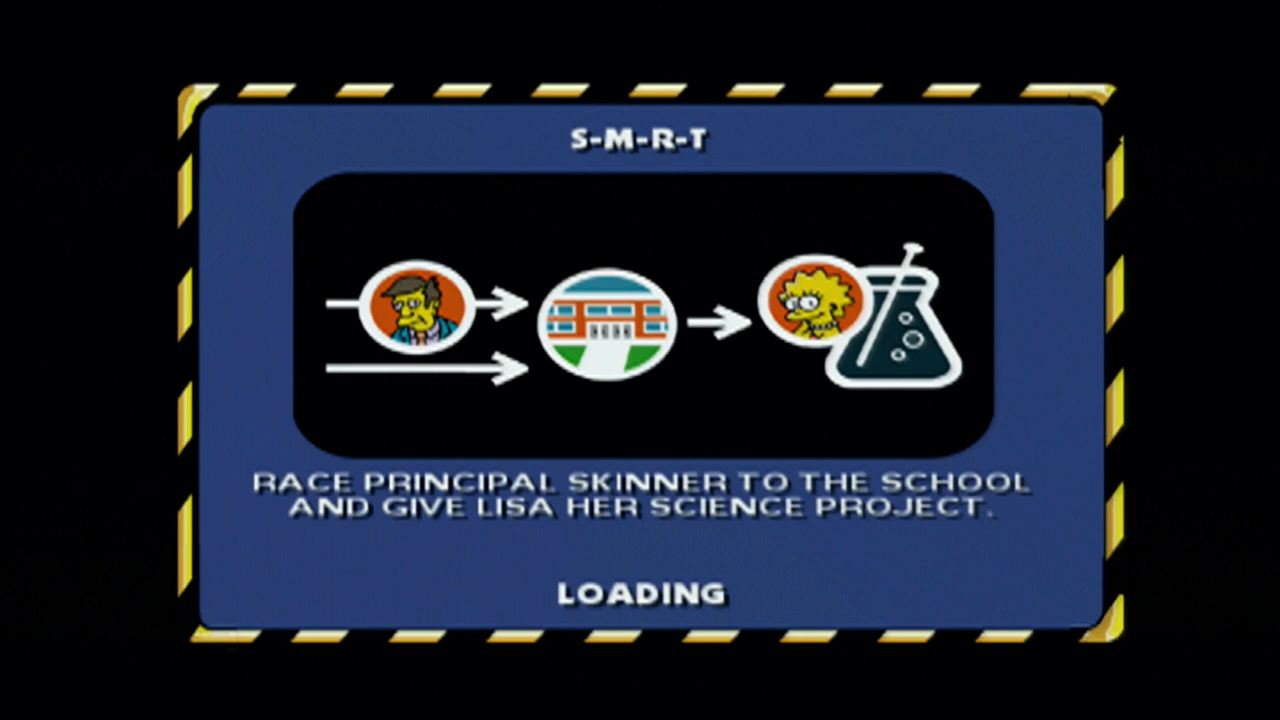 S-M-R-T
RACE PRINCIPAL SKINNER TO THE SCHOOL
AND GIVE LISA HER SCIENCE PROJECT.
LOADING